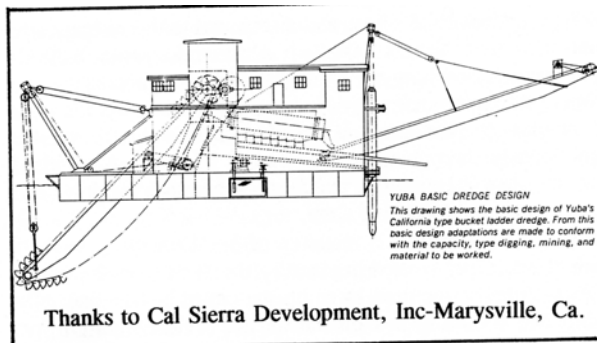 YUBA BASIC DREDGE DESIGN
This drawing shows the basic design of Yuba's
California type bucket ladder dredge. From this
basic design adaptations are made to conform
with the capacity, type digging, mining, and
material to be worked.
Thanks to Cal Sierra Development, Inc-Marysville, Ca.